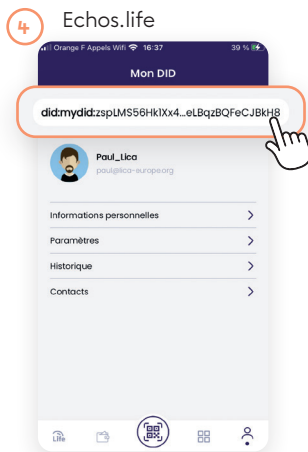 4 Echos.life
Orange F Appels Wifi 16:37 39 %
Mon DID
did:mydid:zspLMS56HklXx4...eLBqzBQFeCJBkH8
Paul_Lica
paul@lica-europe.org
Informations personnelles
Paramètres
Historique
Contacts
Life